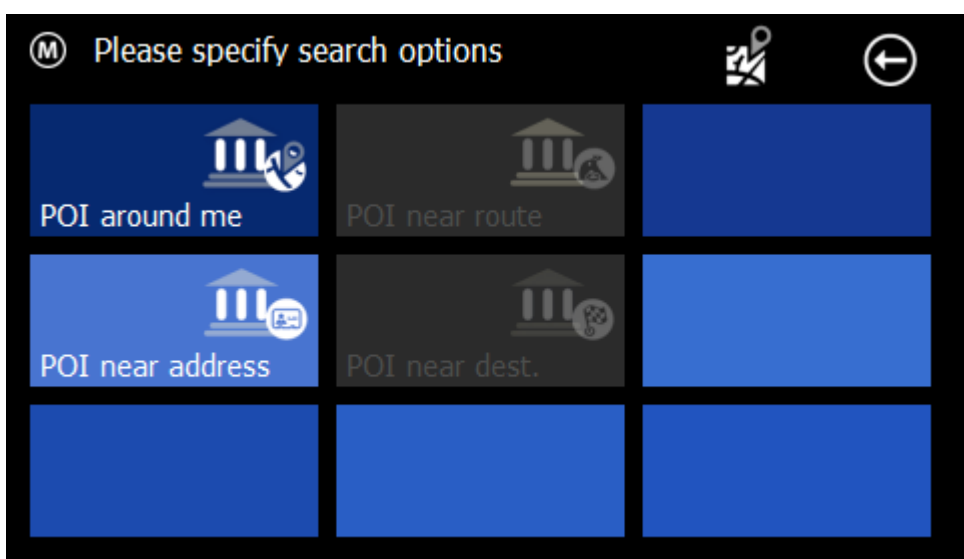 M Please specify search options
POI around me
POI near route
POI near address
POI near dest.